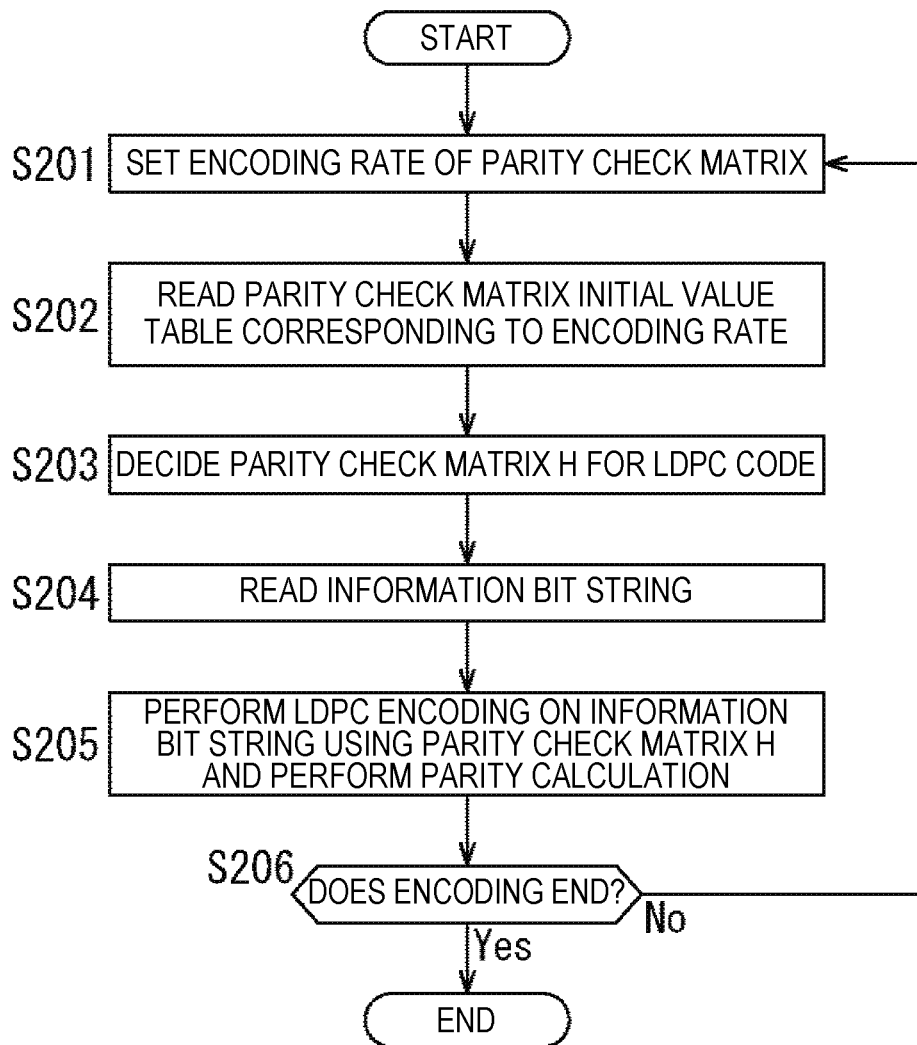 START
S201
SET ENCODING RATE OF PARITY CHECK MATRIX
S202
READ PARITY CHECK MATRIX INITIAL VALUE
TABLE CORRESPONDING TO ENCODING RATE
S203
DECIDE PARITY CHECK MATRIX H FOR LDPC CODE
S204
READ INFORMATION BIT STRING
S205
PERFORM LDPC ENCODING ON INFORMATION
BIT STRING USING PARITY CHECK MATRIX H
AND PERFORM PARITY CALCULATION
S206
DOES ENCODING END?
No
Yes
END